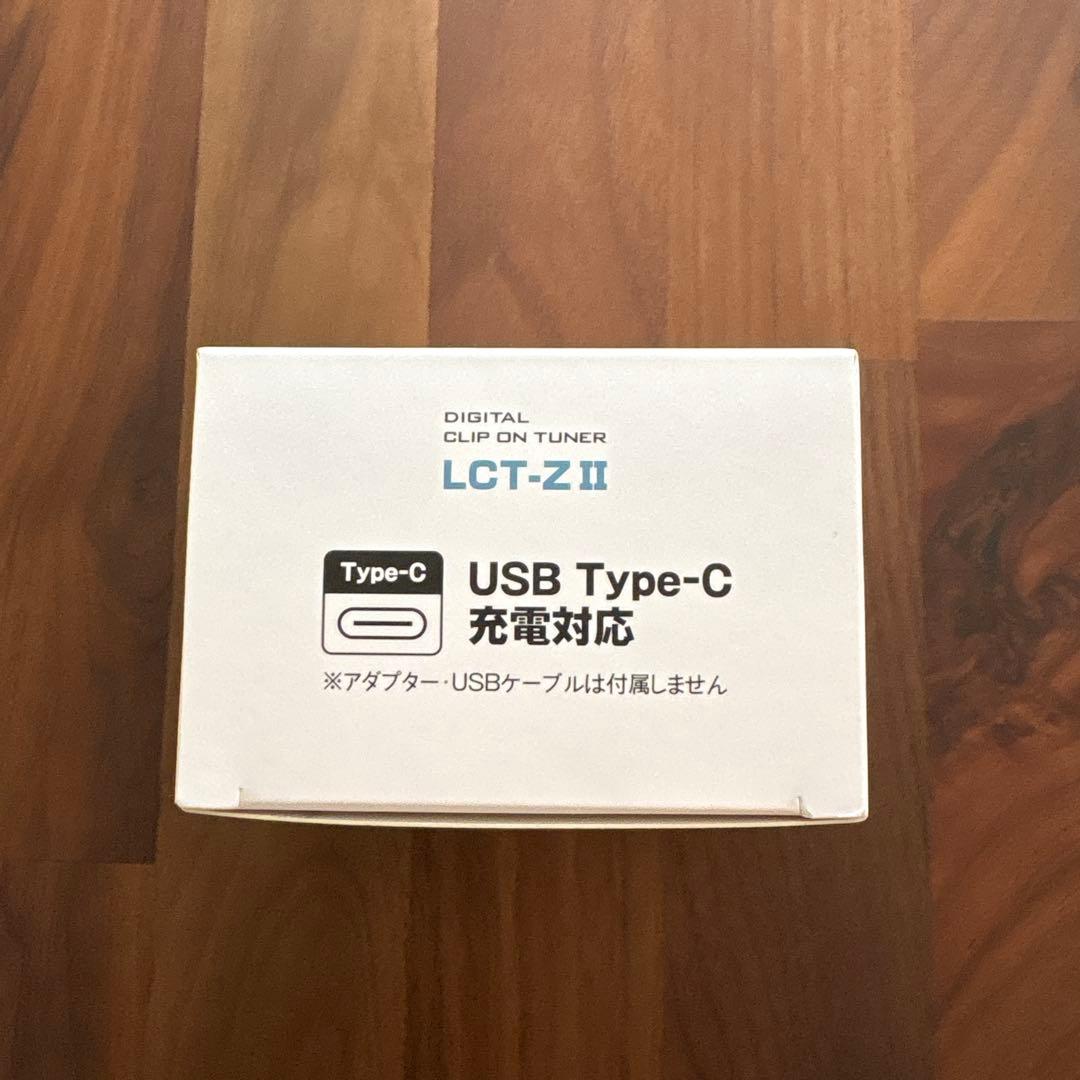 DIGITAL
CLIP ON TUNER
LCT-Z II
Type-C
USB Type-C
充電対応
※アダプター・USBケーブルは付属しません